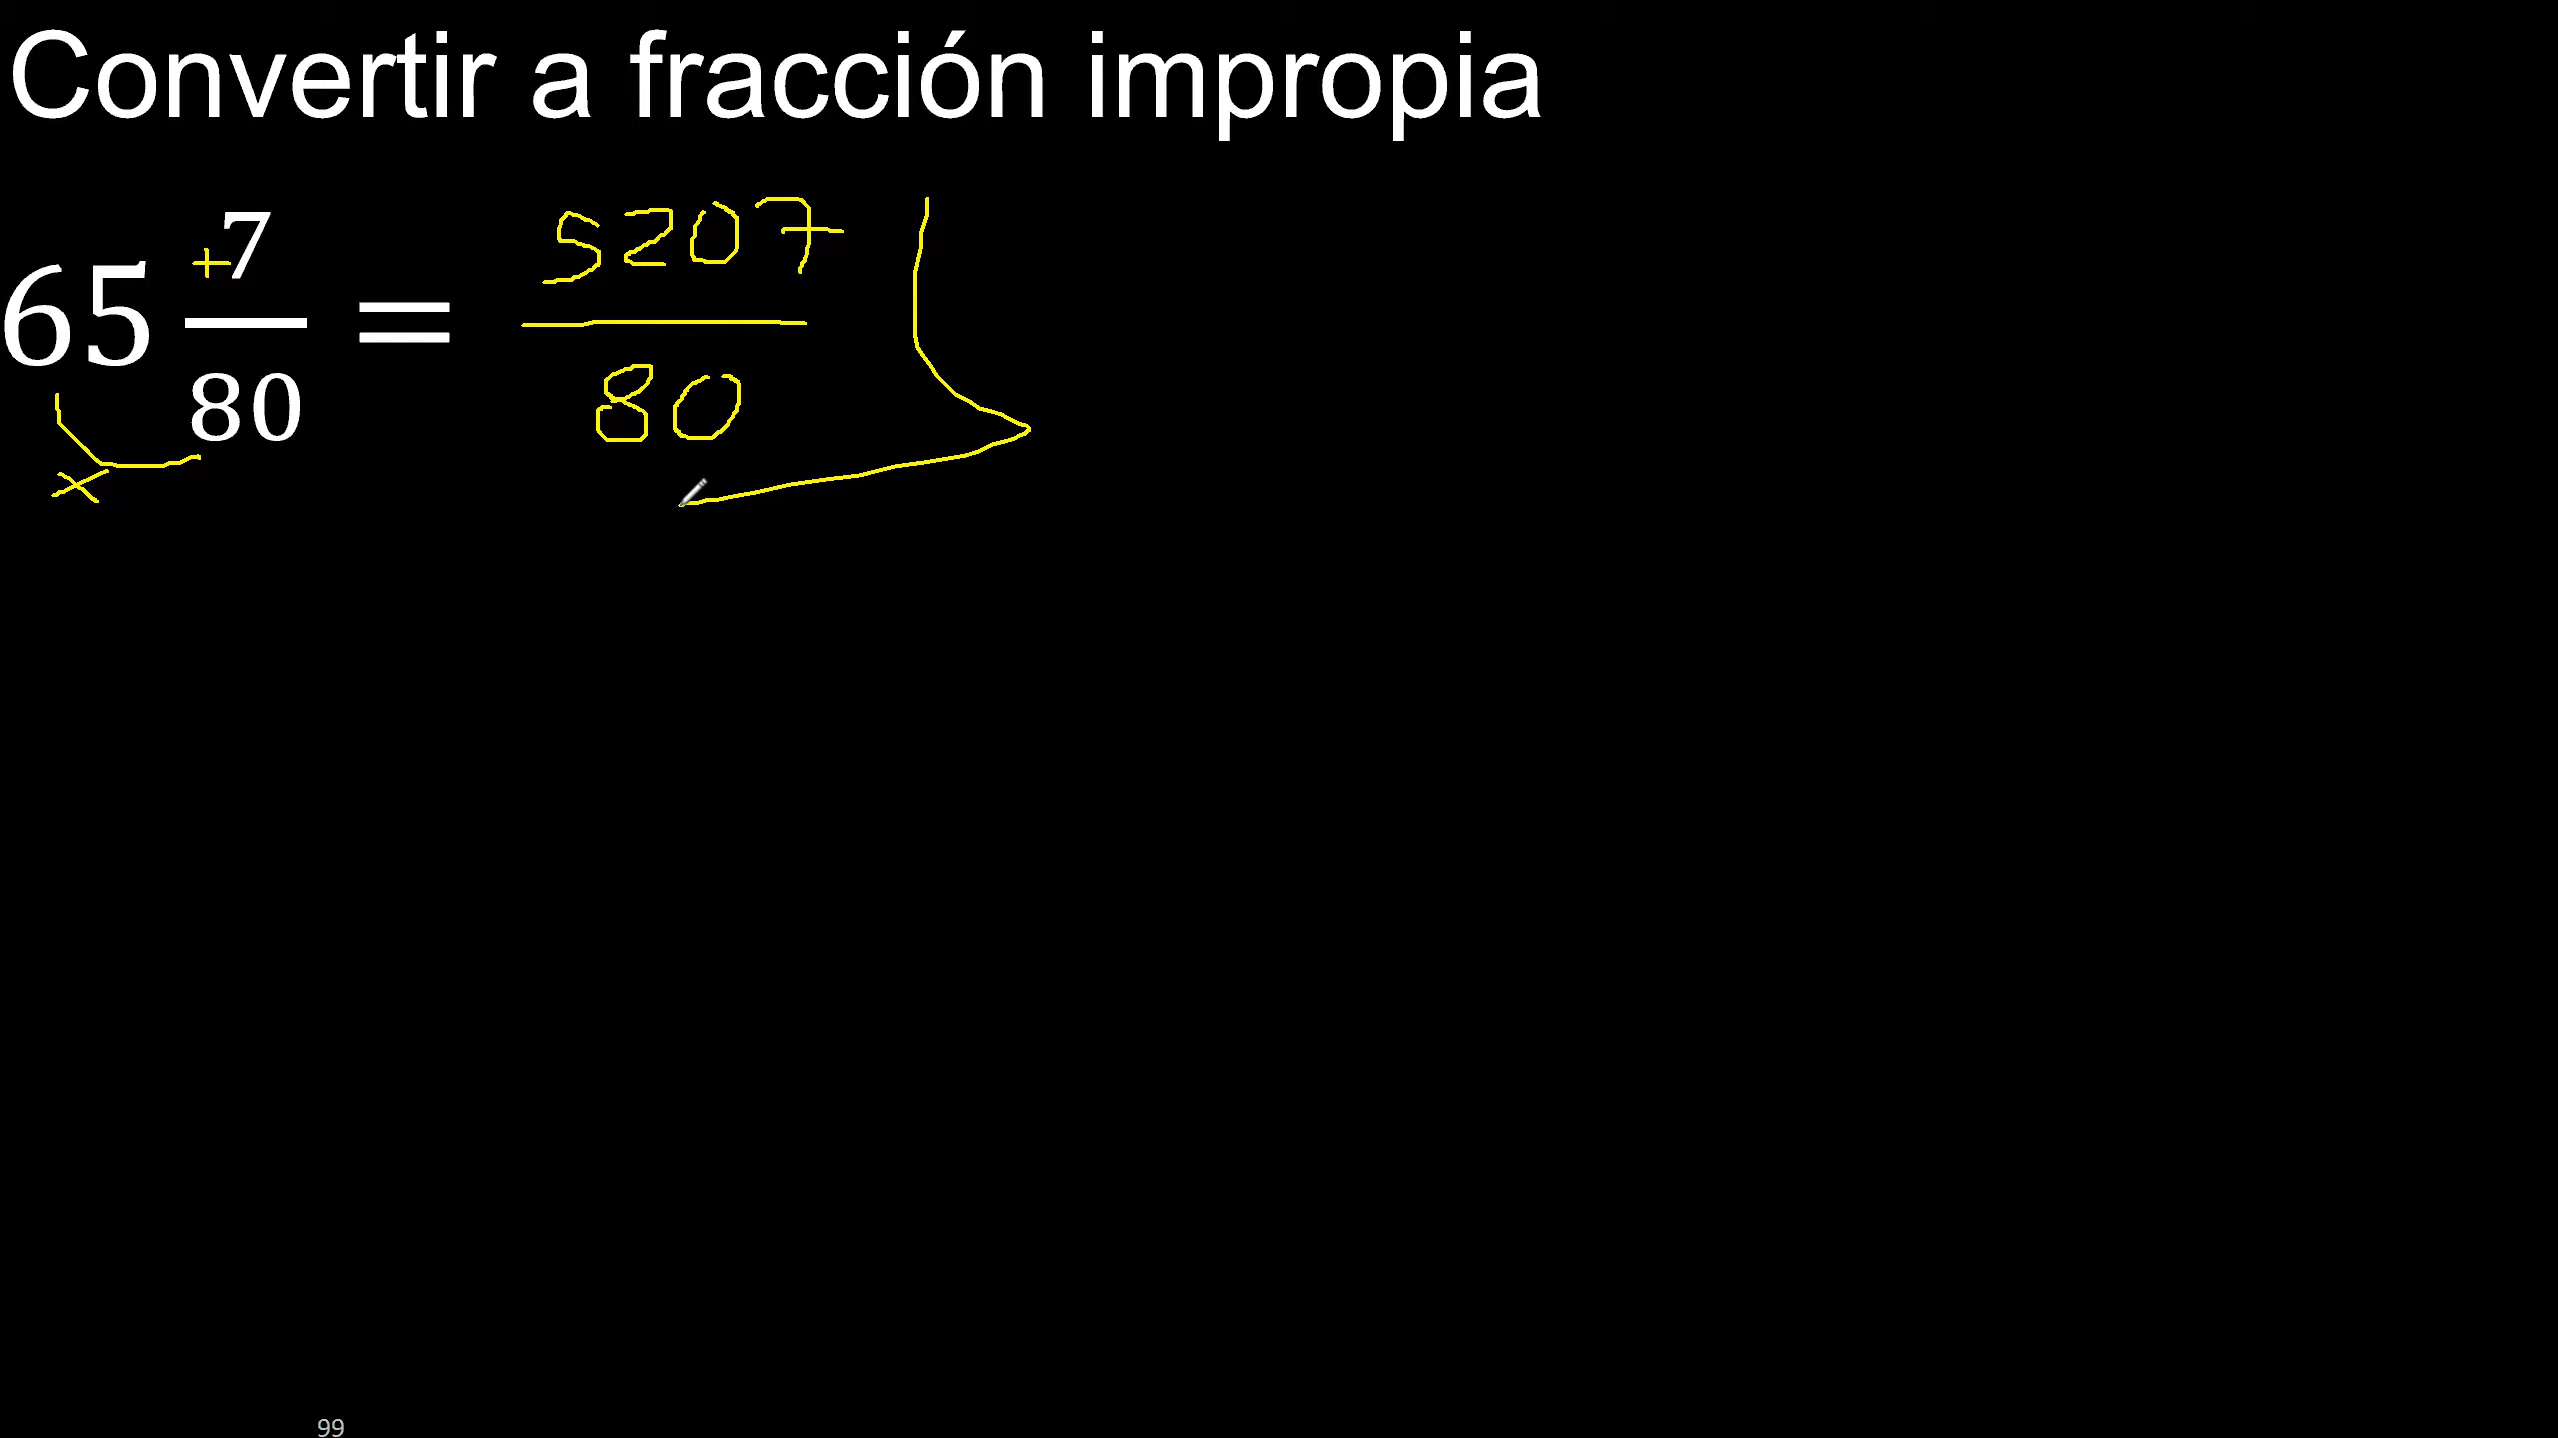 Convertir a fracción impropia
65 +7/80 = 5207/80
x
99